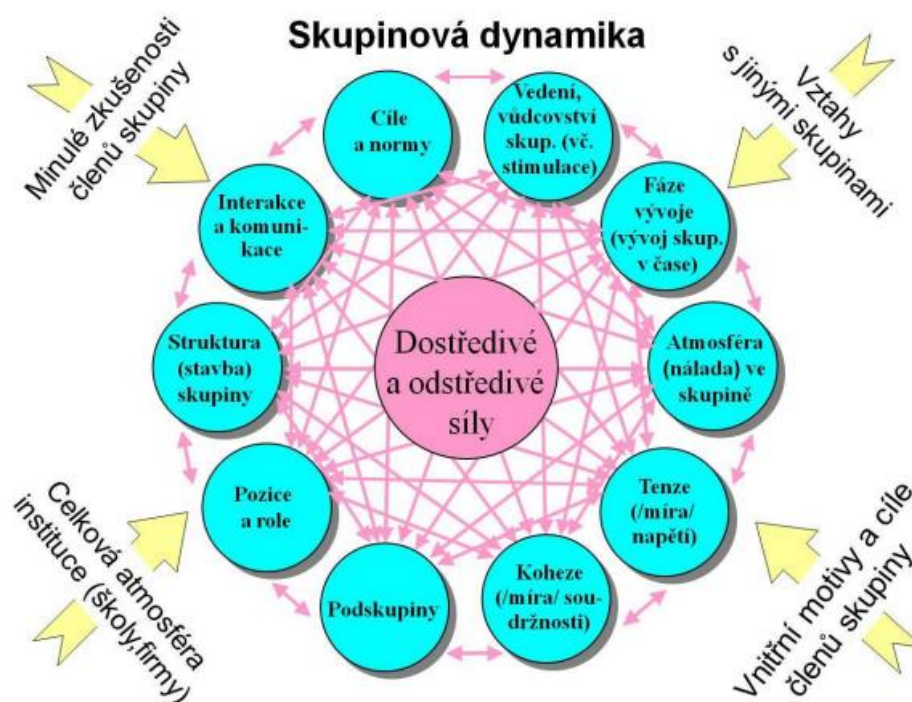 Skupinová dynamika
Minulé zkušenosti
členů skupiny
Vztahy
s jinými skupinami
Cíle
a normy
Vedení,
vůdcovství
skup. (vč.
stimulace)
Interakce
a komuni-
kace
Fáze
vývoje
(vývoj skup.
v čase)
Struktura
(stavba)
skupiny
Dostředivé
a odstředivé
síly
Atmosféra
(nálada) ve
skupině
Pozice
a role
Tenze
(/míra/
napětí)
Podskupiny
Koheze
(/míra/ sou-
držnosti)
Celková atmosféra
instituce (školy,firmy)
Vnitřní motivy a cíle
členů skupiny